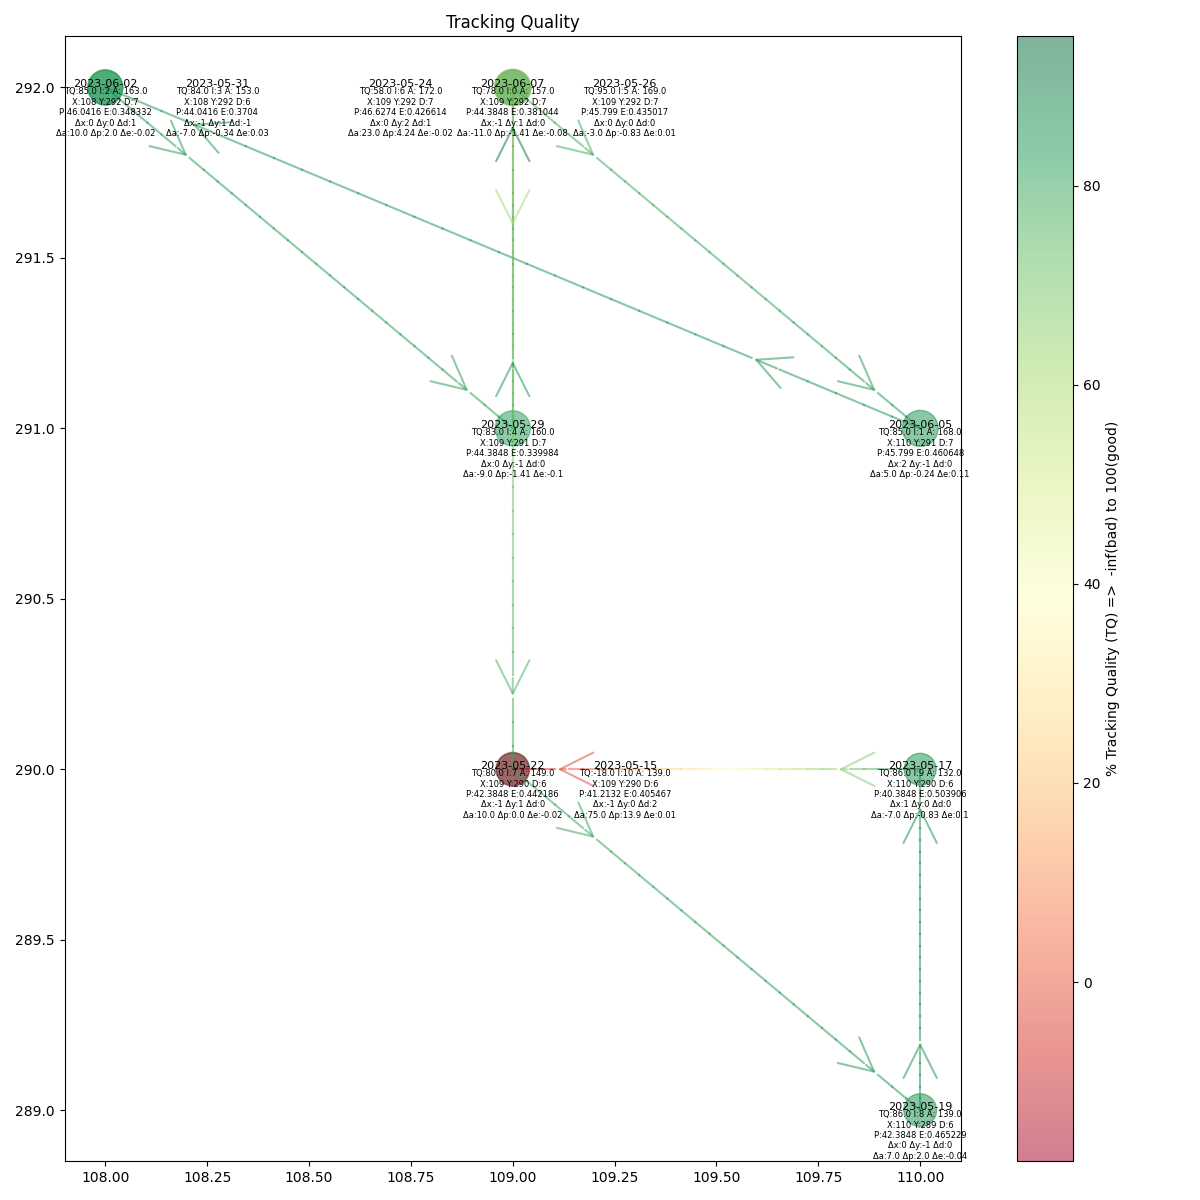 Tracking Quality
292.0
291.5
291.0
290.5
290.0
289.5
289.0
2023-06-02
TQ:85.0 I:2 A: 163.0
X:108 Y:292 D:7
P:46.0416 E:0.348332
Δx:0 Δy:0 Δd:1
Δa:10.0 Δp:2.0 Δe:-0.02
2023-05-31
TQ:84.0 I:3 A: 153.0
X:108 Y:292 D:6
P:44.0416 E:0.3704
Δx:-1 Δy:1 Δd:-1
Δa:-7.0 Δp:-0.34 Δe:0.03
2023-05-24
TQ:58.0 I:6 A: 172.0
X:109 Y:292 D:7
P:46.6274 E:0.426614
Δx:0 Δy:2 Δd:1
Δa:23.0 Δp:4.24 Δe:-0.02
2023-06-07
TQ:78.0 I:0 A: 157.0
X:109 Y:292 D:7
P:44.3848 E:0.381044
Δx:-1 Δy:1 Δd:0
Δa:-11.0 Δp:-1.41 Δe:-0.08
2023-05-26
TQ:95.0 I:5 A: 169.0
X:109 Y:292 D:7
P:45.799 E:0.435017
Δx:0 Δy:0 Δd:0
Δa:-3.0 Δp:-0.83 Δe:0.01
2023-05-29
TQ:83.0 I:4 A: 160.0
X:109 Y:291 D:7
P:44.3848 E:0.339984
Δx:0 Δy:-1 Δd:0
Δa:-9.0 Δp:-1.41 Δe:-0.1
2023-06-05
TQ:85.0 I:1 A: 168.0
X:110 Y:291 D:7
P:45.799 E:0.460648
Δx:2 Δy:-1 Δd:0
Δa:5.0 Δp:-0.24 Δe:0.11
2023-05-22
TQ:80.0 I:7 A: 149.0
X:109 Y:290 D:6
P:42.3848 E:0.442186
Δx:-1 Δy:1 Δd:0
Δa:10.0 Δp:0.0 Δe:-0.02
2023-05-15
TQ:-18.0 I:10 A: 139.0
X:109 Y:290 D:6
P:41.2132 E:0.405467
Δx:-1 Δy:0 Δd:2
Δa:75.0 Δp:13.9 Δe:0.01
2023-05-17
TQ:86.0 I:9 A: 132.0
X:110 Y:290 D:6
P:40.3848 E:0.503906
Δx:1 Δy:0 Δd:0
Δa:-7.0 Δp:-0.83 Δe:0.1
2023-05-19
TQ:86.0 I:8 A: 139.0
X:110 Y:289 D:6
P:42.3848 E:0.465229
Δx:0 Δy:-1 Δd:0
Δa:7.0 Δp:2.0 Δe:-0.04
108.00 108.25 108.50 108.75 109.00 109.25 109.50 109.75 110.00
80
60
40
20
0
% Tracking Quality (TQ) => -inf(bad) to 100(good)